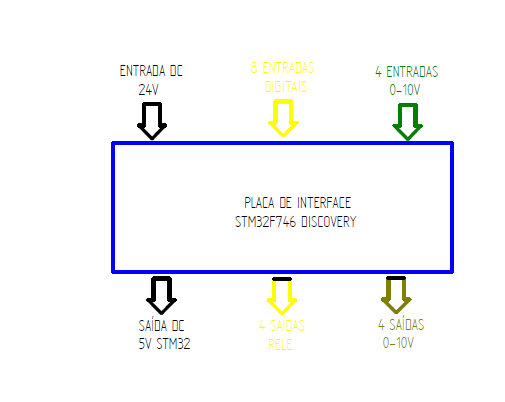 ENTRADA DC
24V
8 ENTRADAS
DIGITAIS
4 ENTRADAS
0-10V
PLACA DE INTERFACE
STM32F746 DISCOVERY
SAÍDA DC
5V STM32
4 SAÍDAS
RELE
4 SAÍDAS
0-10V